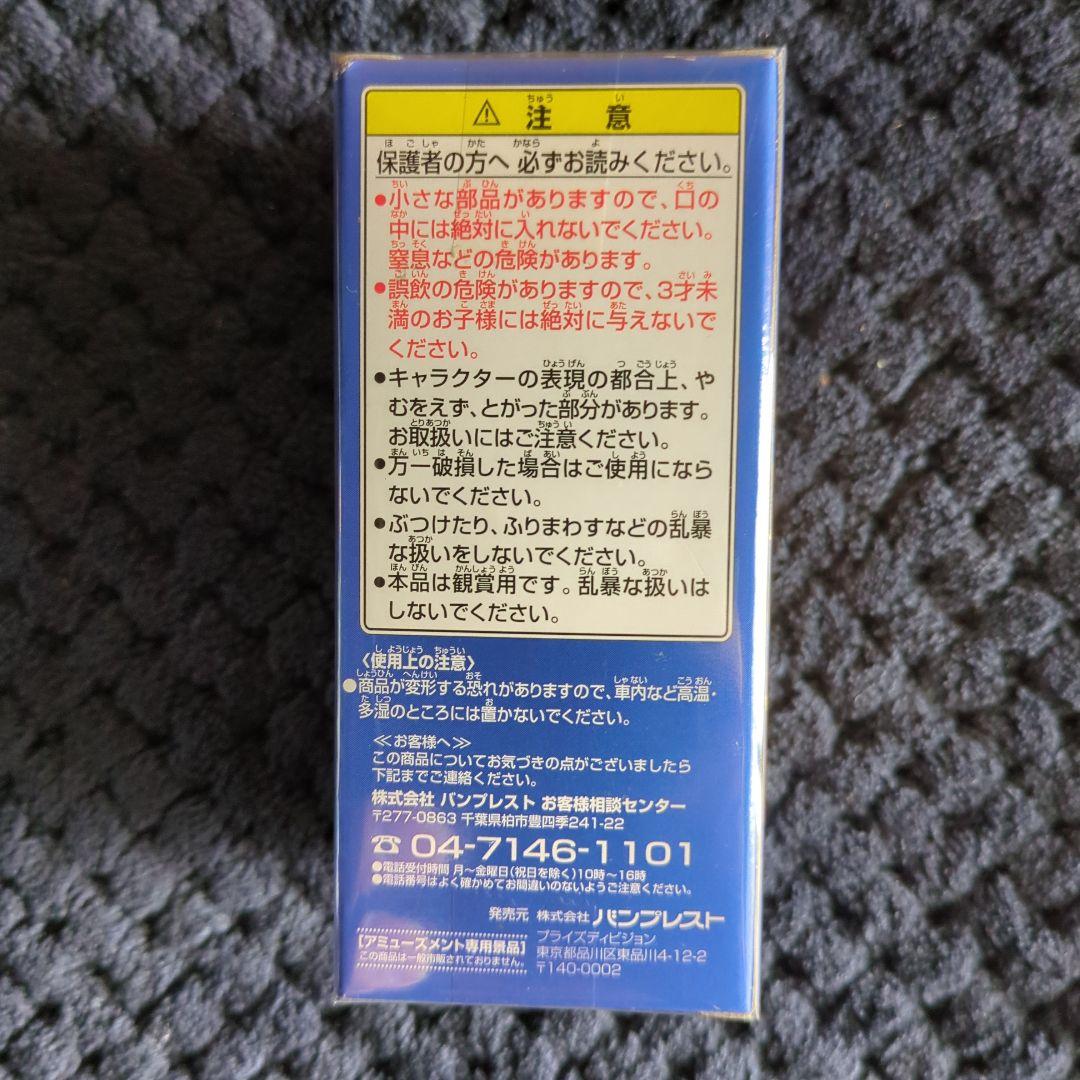 ⚠ 注意
保護者の方へ 必ずお読みください。
●小さな部品がありますので、口の
中には絶対に入れないでください。
窒息などの危険があります。
●誤飲の危険がありますので、3才未
満のお子様には絶対に与えないで
ください。
●キャラクターの表現の都合上、や
むをえず、とがった部分があります。
お取扱いにはご注意ください。
●万一破損した場合はご使用になら
ないでください。
●ぶつけたり、ふりまわすなどの乱暴
な扱いをしないでください。
●本品は観賞用です。乱暴な扱いは
しないでください。
〈使用上の注意〉
●商品が変形する恐れがありますので、車内など高温・
多湿のところには置かないでください。
≪お客様へ≫
この商品についてお気づきの点がございましたら
下記までご連絡ください。
株式会社 バンプレスト お客様相談センター
〒277-0863 千葉県柏市豊四季241-22
☎ 04-7146-1101
●電話受付時間 月～金曜日(祝日を除く)10時～16時
●電話番号はよく確かめてお間違いのないようご注意ください。
発売元 株式会社 バンプレスト
プライズディビジョン
東京都品川区東品川4-12-2
〒140-0002
[アミューズメント専用景品]
この商品は一般市販されておりません。